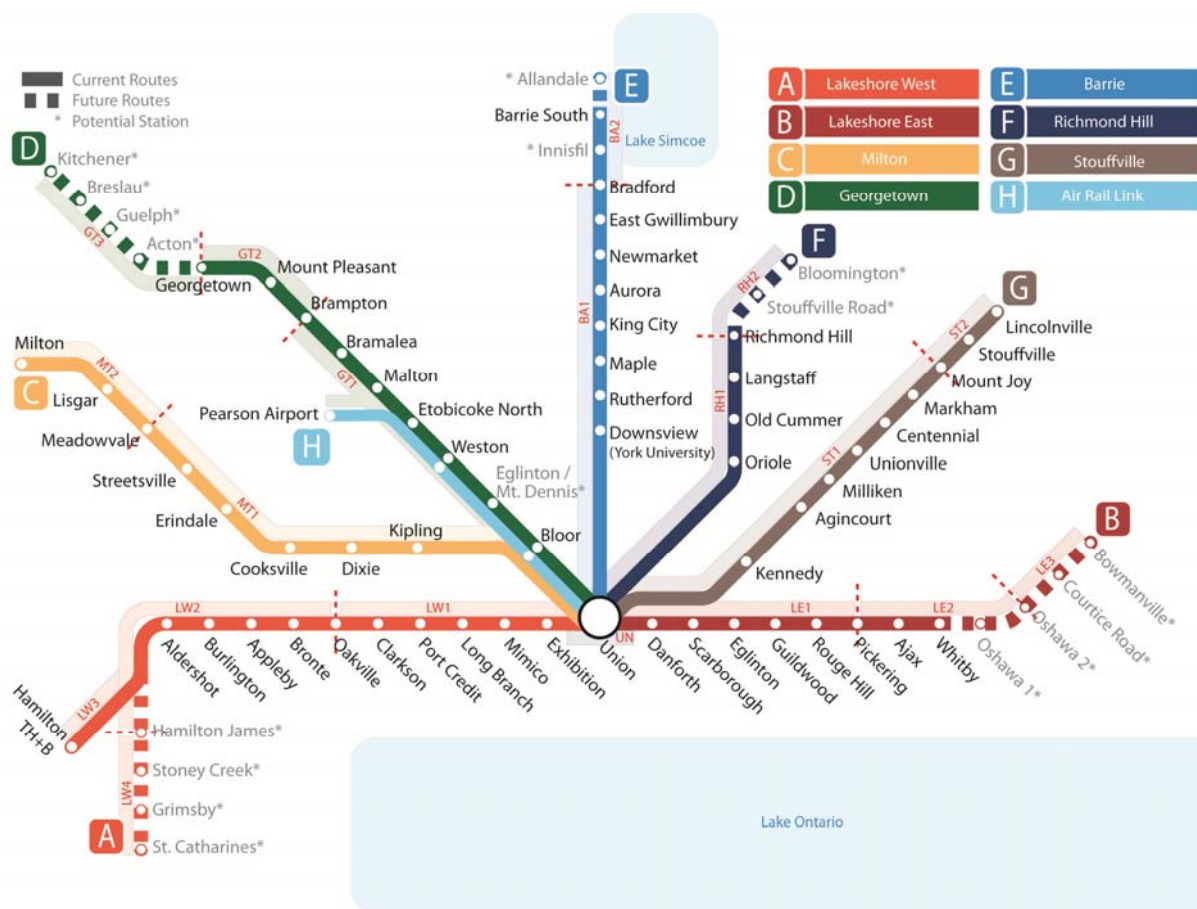 Current Routes
Future Routes
* Potential Station
* Allandale
E
Barrie South
BA2
Lake Simcoe
* Innisfil
Bradford
East Gwillimbury
Newmarket
Aurora
BA1
King City
Maple
Rutherford
Downsview
(York University)
A
Lakeshore West
E
Barrie
B
Lakeshore East
F
Richmond Hill
C
Milton
G
Stouffville
D
Georgetown
H
Air Rail Link
D
Kitchener*
Breslau*
Guelph*
GT3
Acton*
Georgetown
GT2
Mount Pleasant
Brampton
Bramalea
GT1
Malton
Etobicoke North
Weston
Eglinton /
Mt. Dennis*
Bloor
Pearson Airport
H
Milton
C
MT2
Lisgar
Meadowvale
Streetsville
MT1
Erindale
Cooksville
Dixie
Kipling
F
RH2
Bloomington*
Stouffville Road*
Richmond Hill
RH1
Langstaff
Old Cummer
Oriole
G
Lincolnville
ST2
Stouffville
Mount Joy
Markham
Centennial
ST1
Unionville
Milliken
Agincourt
Kennedy
B
Bowmanville*
LE3
Courtice Road*
Oshawa 2*
Oshawa 1*
LW2
LW1
LE1
LE2
UN
Aldershot
Burlington
Appleby
Bronte
Oakville
Clarkson
Port Credit
Long Branch
Mimico
Exhibition
Union
Danforth
Scarborough
Eglinton
Guildwood
Rouge Hill
Pickering
Ajax
Whitby
Hamilton
TH+B
LW3
Hamilton James*
Stoney Creek*
LW4
Grimsby*
A
St. Catharines*
Lake Ontario